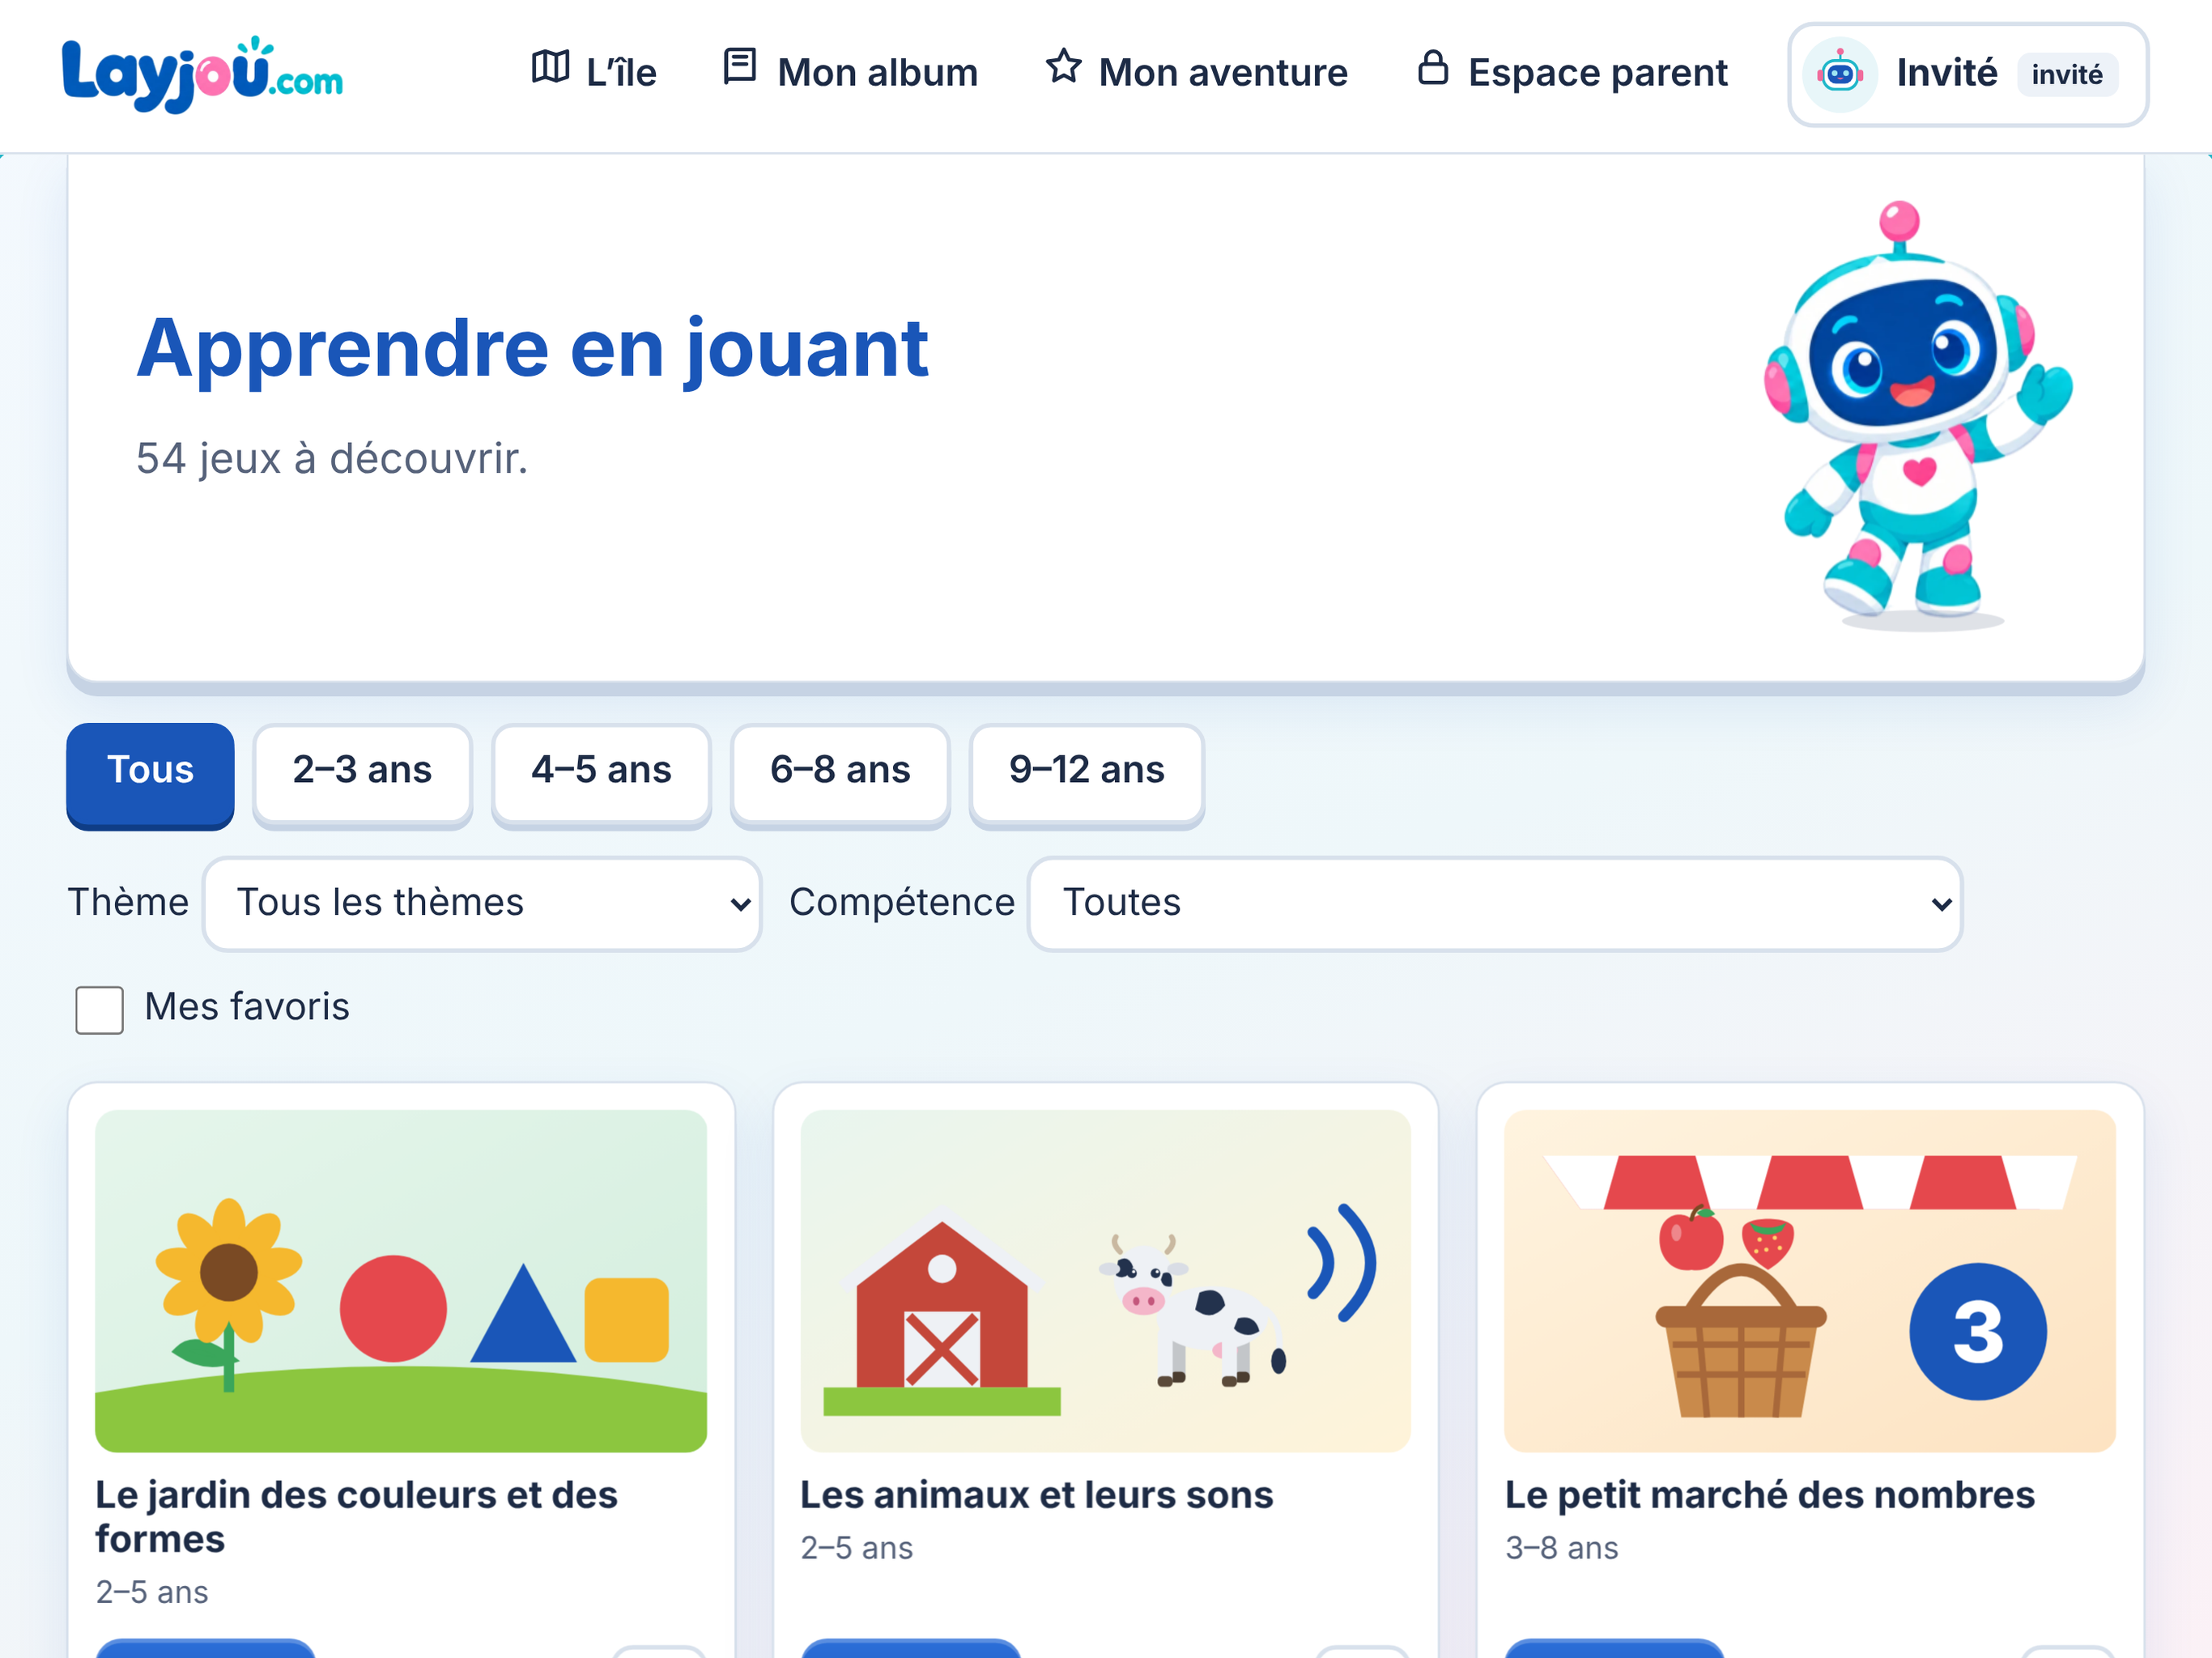 Layjou.com
L'île
Mon album
Mon aventure
Espace parent
Invité
invité
Apprendre en jouant
54 jeux à découvrir.
Tous
2–3 ans
4–5 ans
6–8 ans
9–12 ans
Thème
Tous les thèmes
Compétence
Toutes
Mes favoris
3
Le jardin des couleurs et des
formes
2–5 ans
Les animaux et leurs sons
2–5 ans
Le petit marché des nombres
3–8 ans